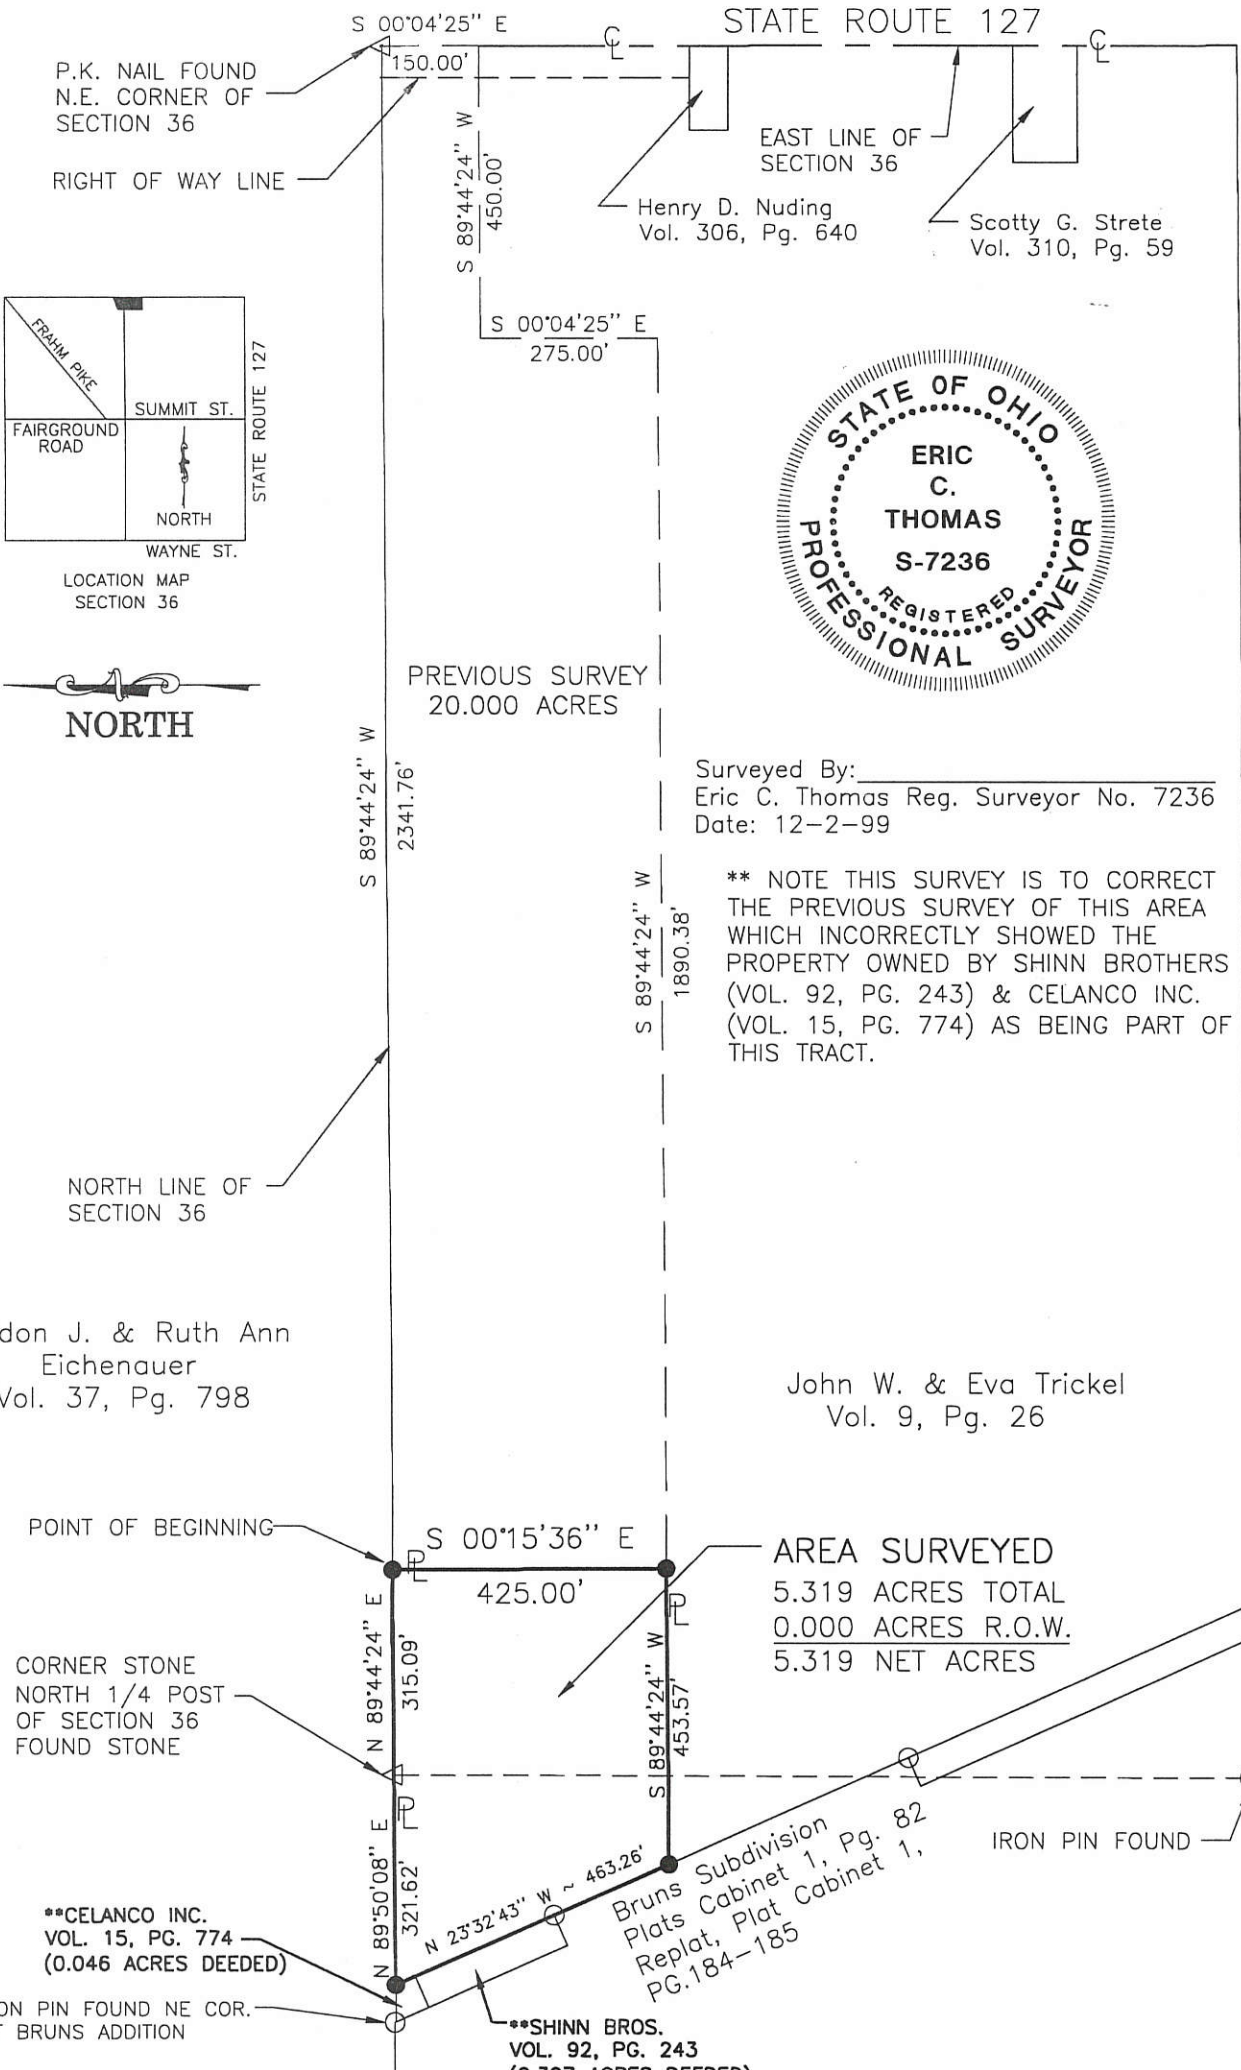 S 00°04'25" E
STATE ROUTE 127
℄
℄
150.00'
P.K. NAIL FOUND
N.E. CORNER OF
SECTION 36
RIGHT OF WAY LINE
S 89°44'24" W
450.00'
EAST LINE OF
SECTION 36
Henry D. Nuding
Vol. 306, Pg. 640
Scotty G. Strete
Vol. 310, Pg. 59
S 00°04'25" E
275.00'
FRAHM PIKE
SUMMIT ST.
FAIRGROUND
ROAD
STATE ROUTE 127
NORTH
WAYNE ST.
LOCATION MAP
SECTION 36
NORTH
STATE OF OHIO
ERIC
C.
THOMAS
S-7236
REGISTERED
PROFESSIONAL SURVEYOR
PREVIOUS SURVEY
20.000 ACRES
S 89°44'24" W
2341.76'
Surveyed By:
Eric C. Thomas Reg. Surveyor No. 7236
Date: 12-2-99
** NOTE THIS SURVEY IS TO CORRECT
THE PREVIOUS SURVEY OF THIS AREA
WHICH INCORRECTLY SHOWED THE
PROPERTY OWNED BY SHINN BROTHERS
(VOL. 92, PG. 243) & CELANCO INC.
(VOL. 15, PG. 774) AS BEING PART OF
THIS TRACT.
S 89°44'24" W
1890.38'
NORTH LINE OF
SECTION 36
don J. & Ruth Ann
Eichenauer
Vol. 37, Pg. 798
John W. & Eva Trickel
Vol. 9, Pg. 26
POINT OF BEGINNING
PL
S 00°15'36" E
425.00'
PL
AREA SURVEYED
5.319 ACRES TOTAL
0.000 ACRES R.O.W.
5.319 NET ACRES
N 89°44'24" E
315.09'
S 89°44'24" W
453.57'
CORNER STONE
NORTH 1/4 POST
OF SECTION 36
FOUND STONE
PL
N 89°50'08" E
321.62'
N 23°32'43" W ~ 463.26'
Bruns Subdivision
Plats Cabinet 1, Pg. 82
Replat, Plat Cabinet 1,
PG.184-185
IRON PIN FOUND
**CELANCO INC.
VOL. 15, PG. 774
(0.046 ACRES DEEDED)
ON PIN FOUND NE COR.
BRUNS ADDITION
**SHINN BROS.
VOL. 92, PG. 243